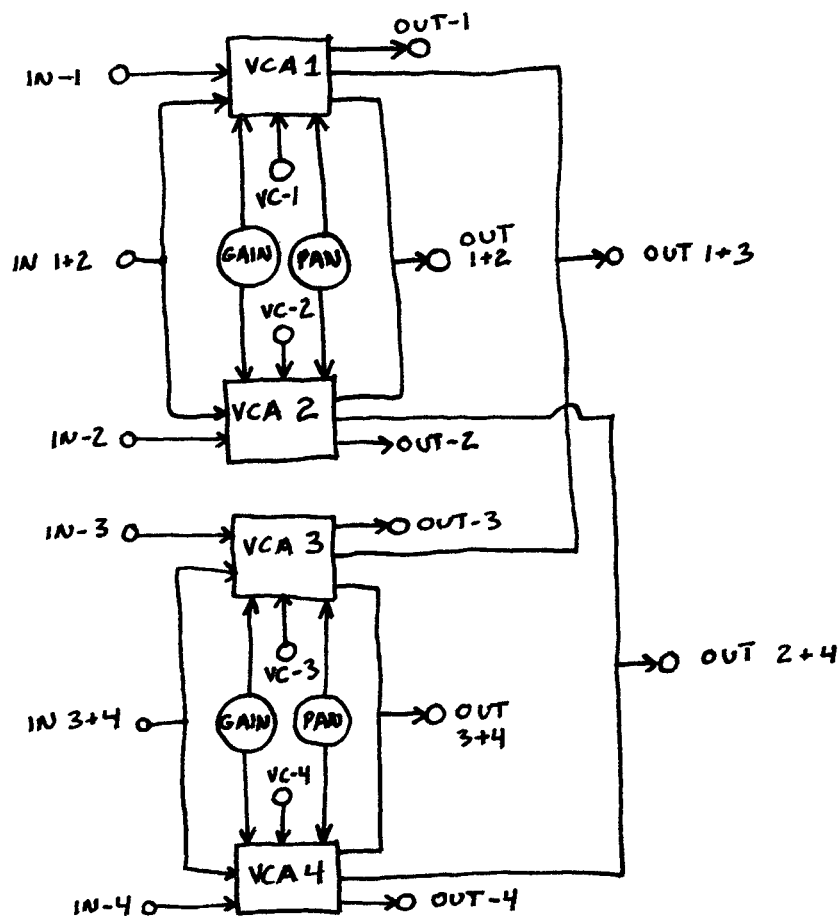 OUT-1
IN-1
VCA 1
VC-1
IN 1+2
GAIN
PAN
OUT
1+2
OUT 1+3
VC-2
VCA 2
IN-2
OUT-2
IN-3
VCA 3
OUT-3
VC-3
IN 3+4
GAIN
PAN
OUT
3+4
OUT 2+4
VC-4
VCA 4
IN-4
OUT-4